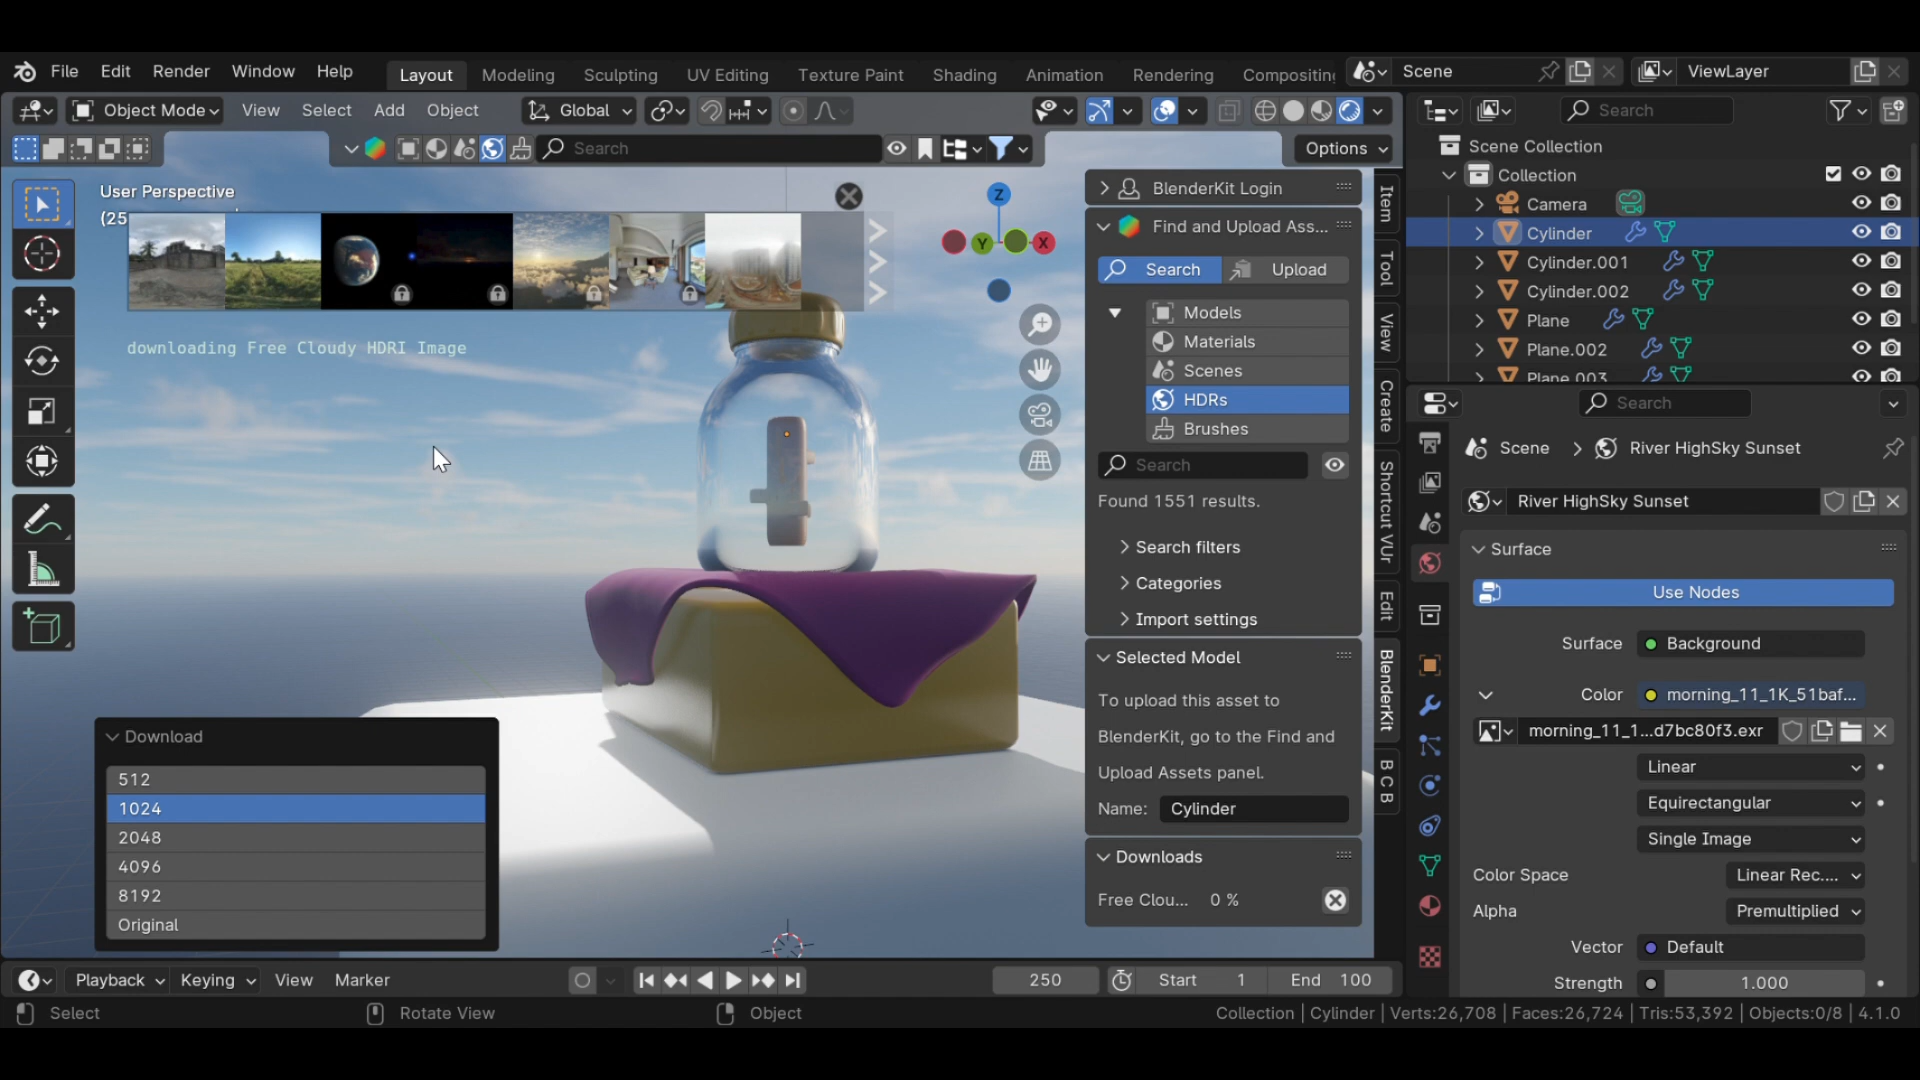 File Edit Render Window Help Layout Modeling Sculpting UV Editing Texture Paint Shading Animation Rendering Compositing Scene ViewLayer
Object Mode View Select Add Object Global Search
Search Options
User Perspective
(25
downloading Free Cloudy HDRI Image
Z
Y
X
Download
512
1024
2048
4096
8192
Original
BlenderKit Login
Find and Upload Ass...
Search Upload
Models
Materials
Scenes
HDRs
Brushes
Search
Found 1551 results.
Search filters
Categories
Import settings
Selected Model
To upload this asset to
BlenderKit, go to the Find and
Upload Assets panel.
Name: Cylinder
Downloads
Free Clou... 0 %
Item
Tool
View
Create
Shortcut VUr
Edit
BlenderKit
B C B
Scene Collection
Collection
Camera
Cylinder
Cylinder.001
Cylinder.002
Plane
Plane.002
Plane.003
Search
Scene River HighSky Sunset
River HighSky Sunset
Surface
Use Nodes
Surface Background
Color morning_11_1K_51baf...
morning_11_1...d7bc80f3.exr
Linear
Equirectangular
Single Image
Color Space Linear Rec....
Alpha Premultiplied
Vector Default
Strength 1.000
Playback Keying View Marker 250 Start 1 End 100
Select Rotate View Object Collection | Cylinder | Verts:26,708 | Faces:26,724 | Tris:53,392 | Objects:0/8 | 4.1.0